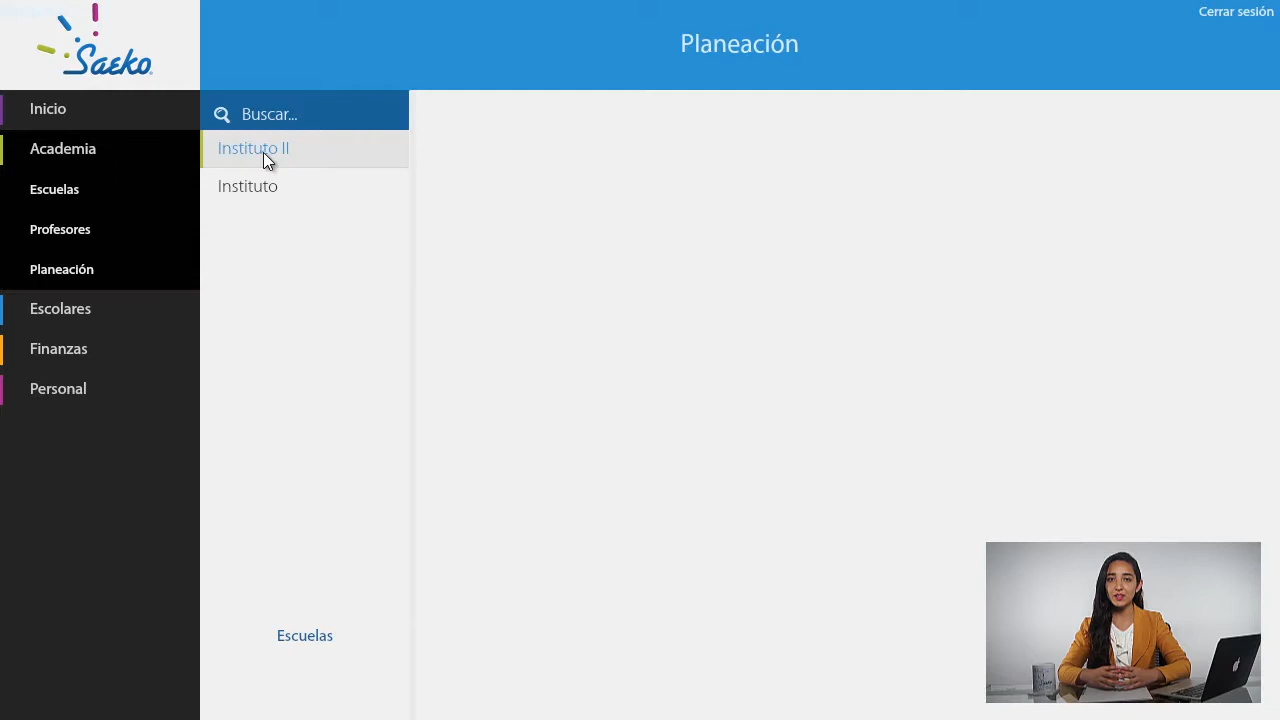 Saeko
Cerrar sesión
Planeación
Inicio
Academia
Escuelas
Profesores
Planeación
Escolares
Finanzas
Personal
Buscar...
Instituto II
Instituto
Escuelas